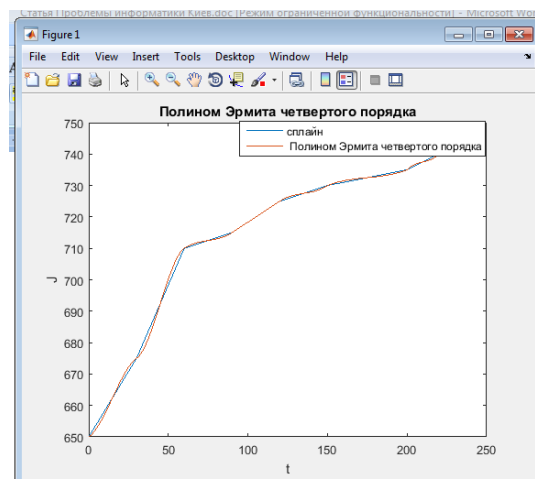 Статья Проблемы информатики Киев.doc [Режим ограниченной функциональности] - Microsoft Wor
Figure 1
File Edit View Insert Tools Desktop Window Help
Полином Эрмита четвертого порядка
750
сплайн
Полином Эрмита четвертого порядка
740
730
720
710
700
J
690
680
670
660
650
0 50 100 150 200 250
t